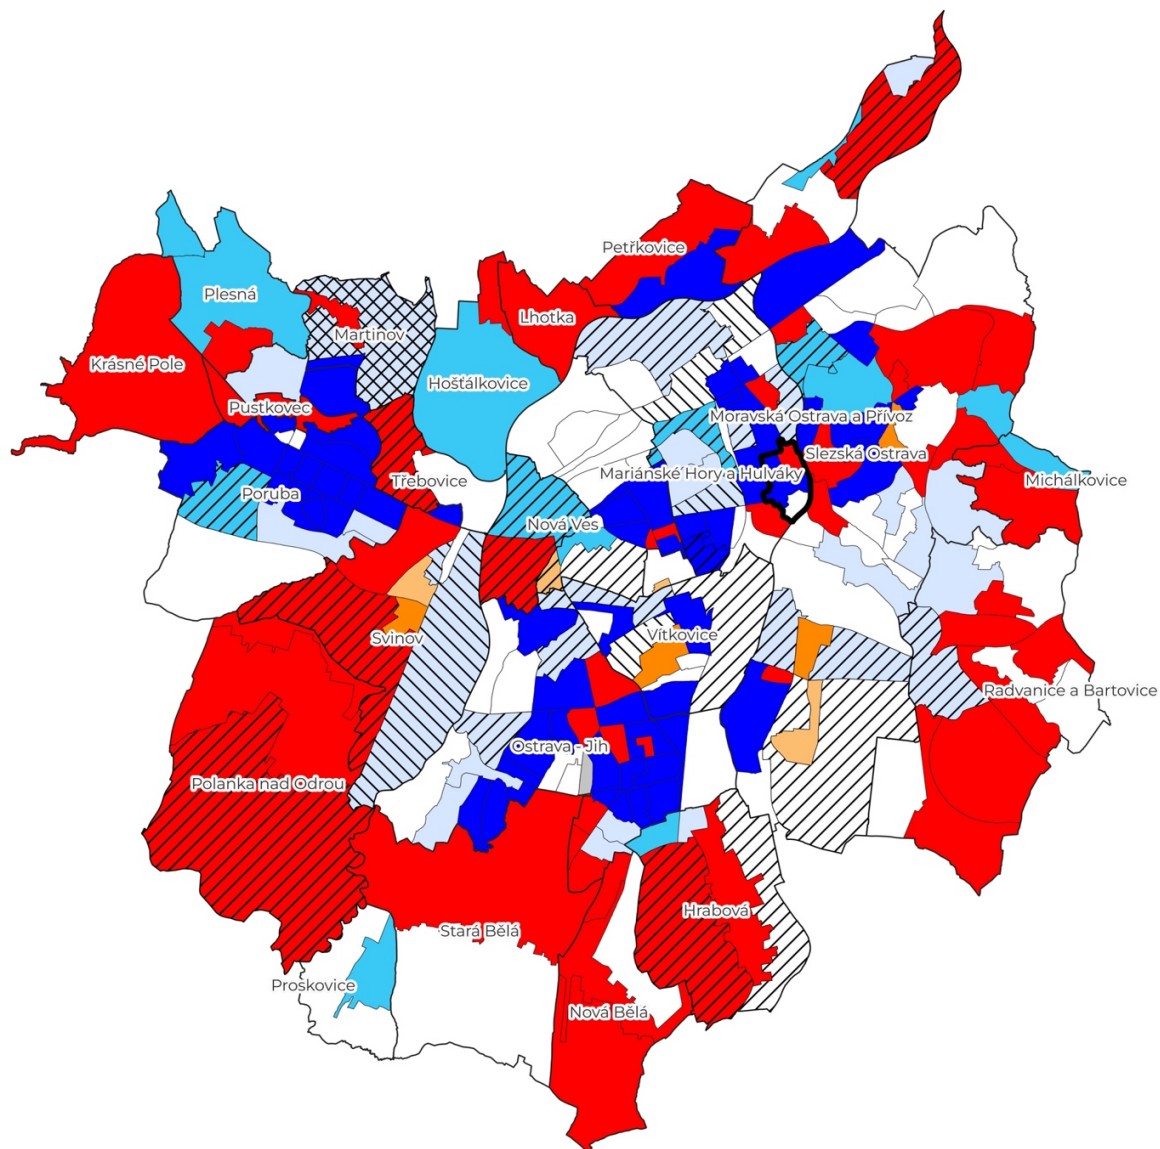 Petřkovice
Plesná
Lhotka
Martinov
Krásné Pole
Hošťálkovice
Pustkovec
Moravská Ostrava a Přívoz
Slezská Ostrava
Mariánské Hory a Hulváky
Třebovice
Michálkovice
Poruba
Nová Ves
Svinov
Vítkovice
Radvanice a Bartovice
Ostrava - Jih
Polanka nad Odrou
Hrabová
Stará Bělá
Proskovice
Nová Bělá